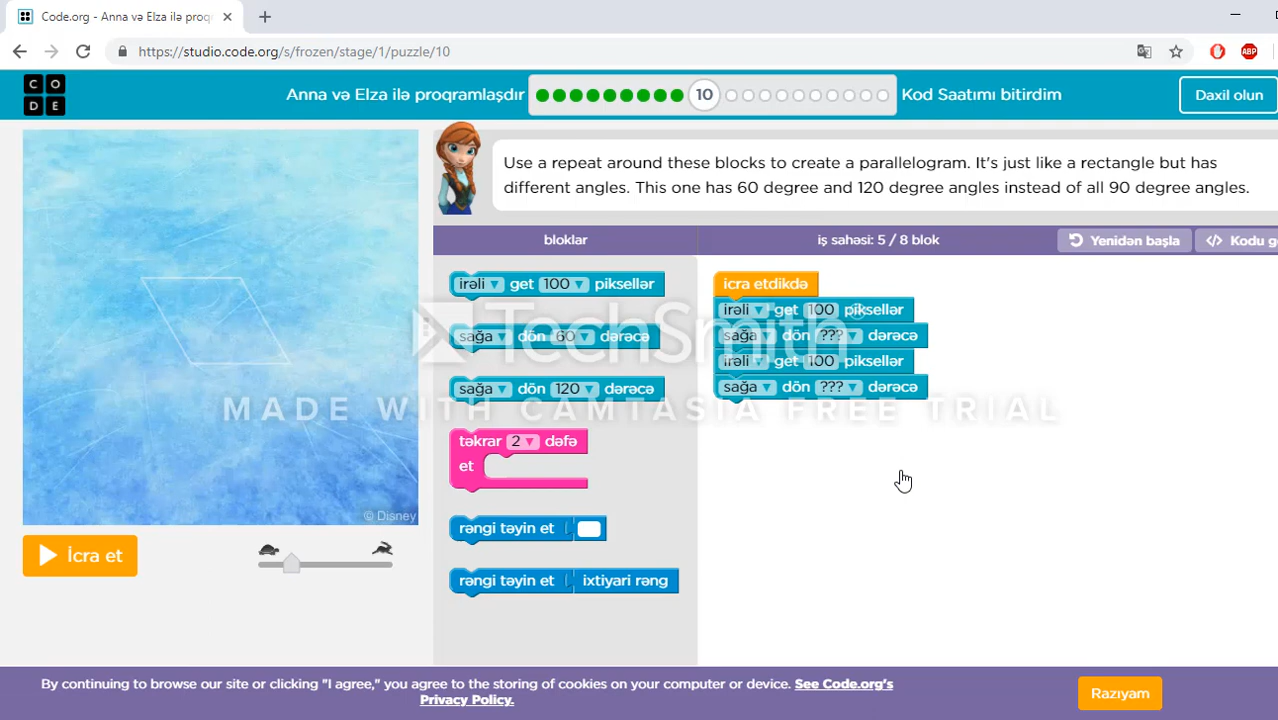 Code.org - Anna və Elza ilə proq
https://studio.code.org/s/frozen/stage/1/puzzle/10
ABP
C O
D E
Anna və Elza ilə proqramlaşdır
10
Kod Saatımı bitirdim
Daxil olun
Use a repeat around these blocks to create a parallelogram. It's just like a rectangle but has
different angles. This one has 60 degree and 120 degree angles instead of all 90 degree angles.
bloklar
iş sahəsi: 5 / 8 blok
Yenidən başla
Kodu gö
irəli get 100 piksellər
sağa dön 60 dərəcə
sağa dön 120 dərəcə
təkrar 2 dəfə
et
rəngi təyin et
rəngi təyin et ixtiyari rəng
icra etdikdə
irəli get 100 piksellər
sağa dön ??? dərəcə
irəli get 100 piksellər
sağa dön ??? dərəcə
TechSmith
MADE WITH CAMTASIA FREE TRIAL
© Disney
İcra et
By continuing to browse our site or clicking "I agree," you agree to the storing of cookies on your computer or device. See Code.org's
Privacy Policy.
Razıyam